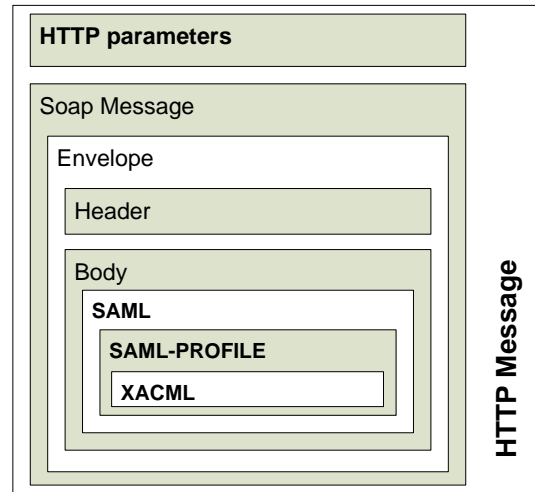 HTTP parameters
Soap Message
Envelope
Header
Body
SAML
SAML-PROFILE
XACML
HTTP Message